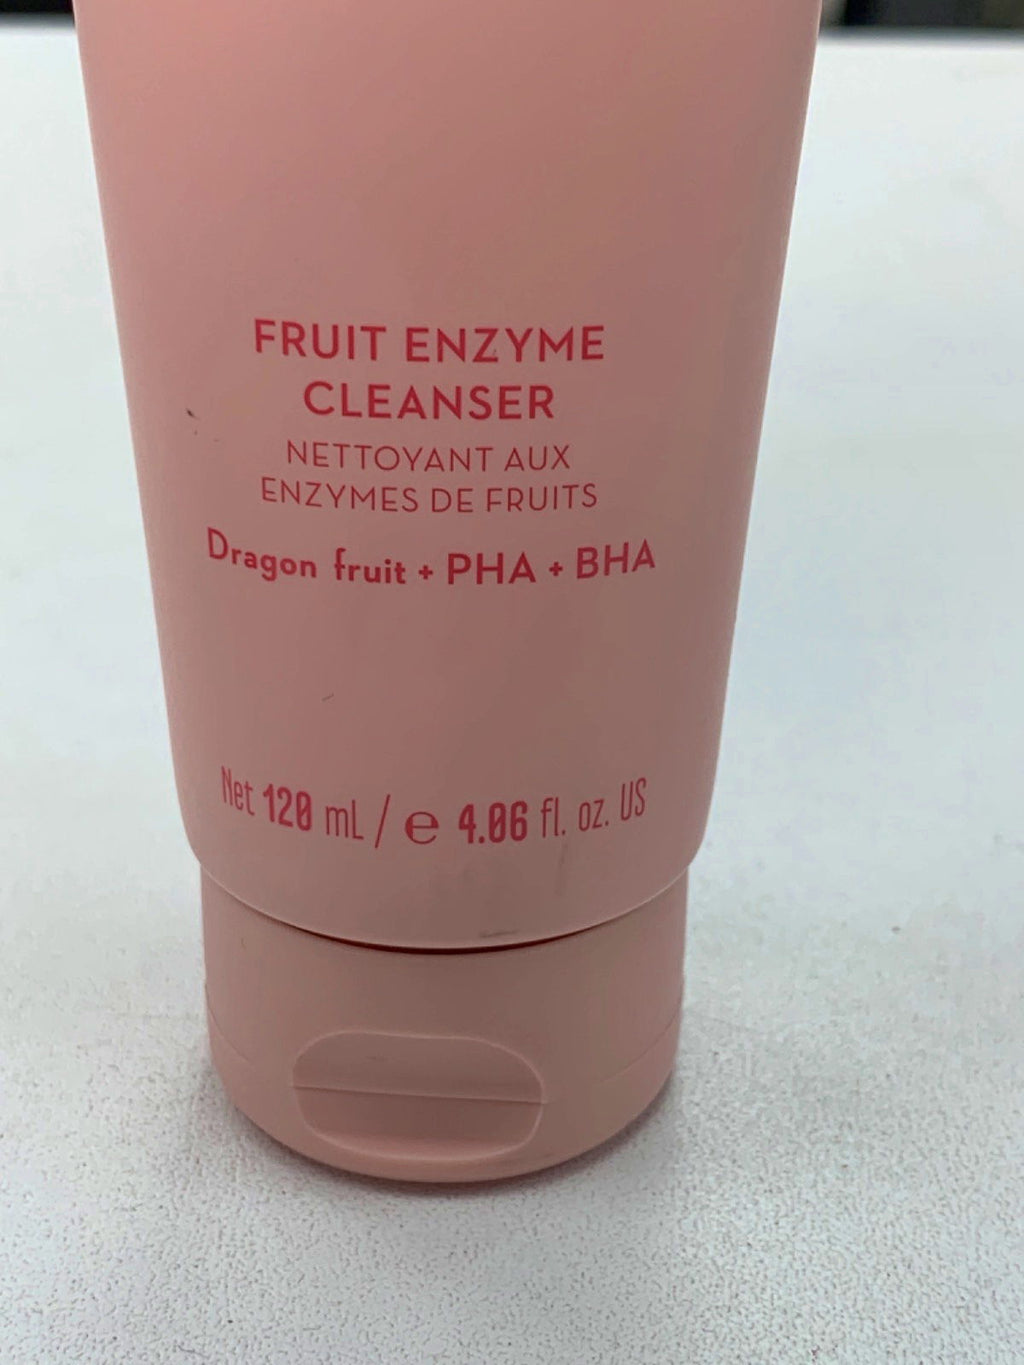 FRUIT ENZYME
CLEANSER
NETTOYANT AUX
ENZYMES DE FRUITS
Dragon fruit + PHA + BHA
Net 120 mL / e 4.06 fl. oz. US